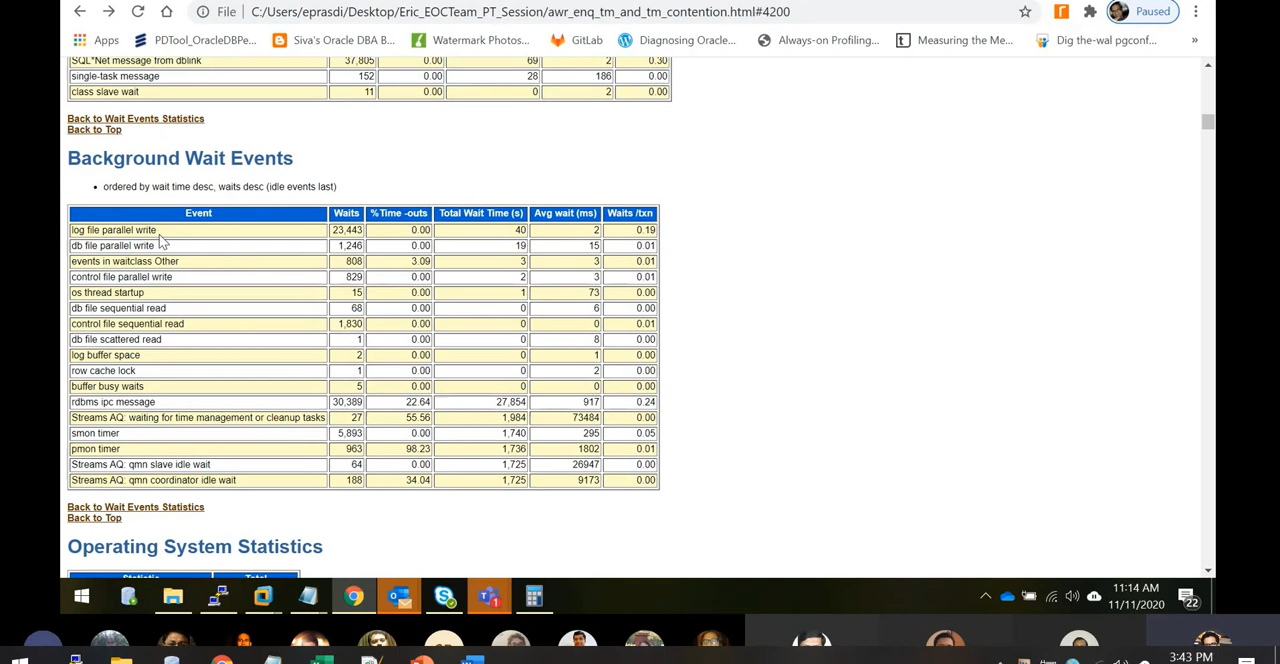 File C:/Users/eprasdi/Desktop/Eric_EOCTeam_PT_Session/awr_enq_tm_and_tm_contention.html#4200 Paused
Apps PDTool_OracleDBPe... Siva's Oracle DBA B... Watermark Photos... GitLab Diagnosing Oracle... Always-on Profiling... Measuring the Me... Dig the-wal pgconf... »
SQL*Net message from dblink 37,805 0.00 69 2 0.30
single-task message 152 0.00 28 186 0.00
class slave wait 11 0.00 0 2 0.00
Back to Wait Events Statistics
Back to Top
Background Wait Events
• ordered by wait time desc, waits desc (idle events last)
Event Waits %Time -outs Total Wait Time (s) Avg wait (ms) Waits /txn
log file parallel write 23,443 0.00 40 2 0.19
db file parallel write 1,246 0.00 19 15 0.01
events in waitclass Other 808 3.09 3 3 0.01
control file parallel write 829 0.00 2 3 0.01
os thread startup 15 0.00 1 73 0.00
db file sequential read 68 0.00 0 6 0.00
control file sequential read 1,830 0.00 0 0 0.01
db file scattered read 1 0.00 0 8 0.00
log buffer space 2 0.00 0 1 0.00
row cache lock 1 0.00 0 2 0.00
buffer busy waits 5 0.00 0 0 0.00
rdbms ipc message 30,389 22.64 27,854 917 0.24
Streams AQ: waiting for time management or cleanup tasks 27 55.56 1,984 73484 0.00
smon timer 5,893 0.00 1,740 295 0.05
pmon timer 963 98.23 1,736 1802 0.01
Streams AQ: qmn slave idle wait 64 0.00 1,725 26947 0.00
Streams AQ: qmn coordinator idle wait 188 34.04 1,725 9173 0.00
Back to Wait Events Statistics
Back to Top
Operating System Statistics
Statistic Total
11:14 AM
11/11/2020
22
3:43 PM